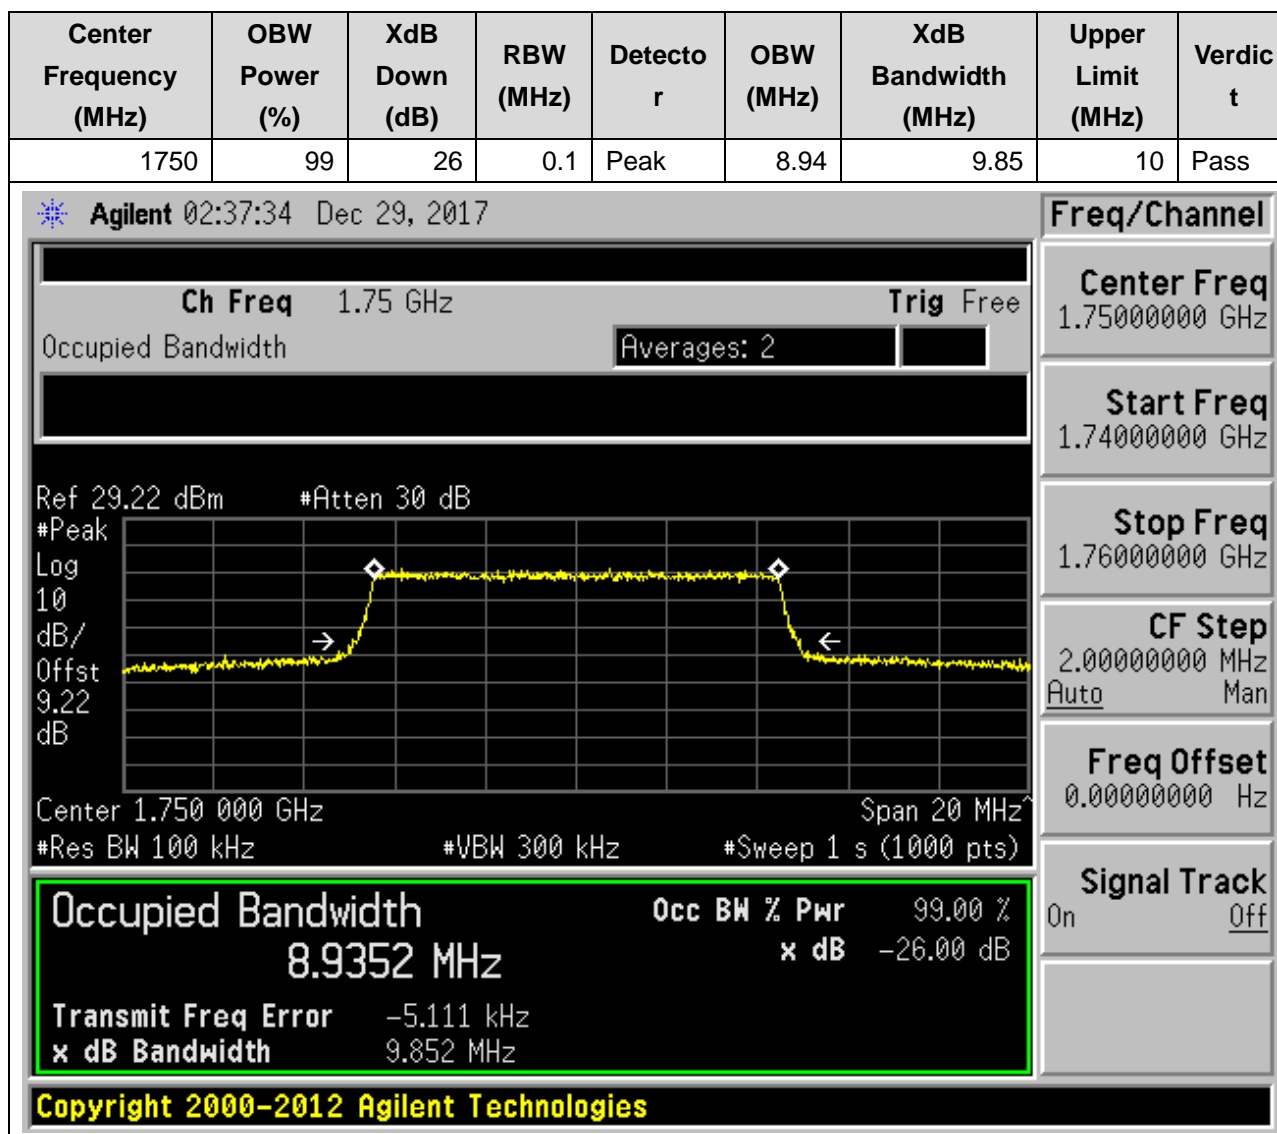 Center Frequency (MHz) OBW Power (%) XdB Down (dB) RBW (MHz) Detecto r OBW (MHz) XdB Bandwidth (MHz) Upper Limit (MHz) Verdic t
1750 99 26 0.1 Peak 8.94 9.85 10 Pass
Agilent 02:37:34 Dec 29, 2017
Freq/Channel
Ch Freq 1.75 GHz Trig Free
Occupied Bandwidth Averages: 2
Center Freq
1.75000000 GHz
Start Freq
1.74000000 GHz
Stop Freq
1.76000000 GHz
CF Step
2.00000000 MHz
Auto Man
Freq Offset
0.00000000 Hz
Signal Track
On Off
Ref 29.22 dBm #Atten 30 dB
#Peak
Log
10
dB/
Offst
9.22
dB
Center 1.750 000 GHz Span 20 MHz^
#Res BW 100 kHz #VBW 300 kHz #Sweep 1 s (1000 pts)
Occupied Bandwidth Occ BW % Pwr 99.00 %
8.9352 MHz x dB -26.00 dB
Transmit Freq Error -5.111 kHz
x dB Bandwidth 9.852 MHz
Copyright 2000-2012 Agilent Technologies